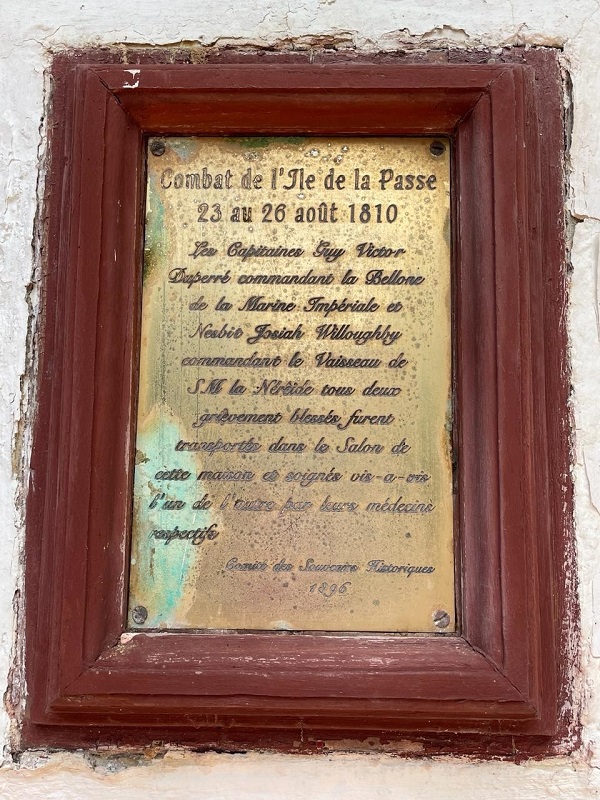 Combat de l'Ile de la Passe
23 au 26 août 1810
Les Capitaines Guy Victor
Duperré commandant la Bellone
de la Marine Impériale et
Nesbit Josiah Willoughby
commandant le Vaisseau de
S.M la Néréide tous deux
grèvement blessés furent
transportés dans le Salon de
cette maison et soignés vis-a-vis
l'un de l'autre par leurs médecins
respectifs
Comité des Souvenirs Historiques
1896